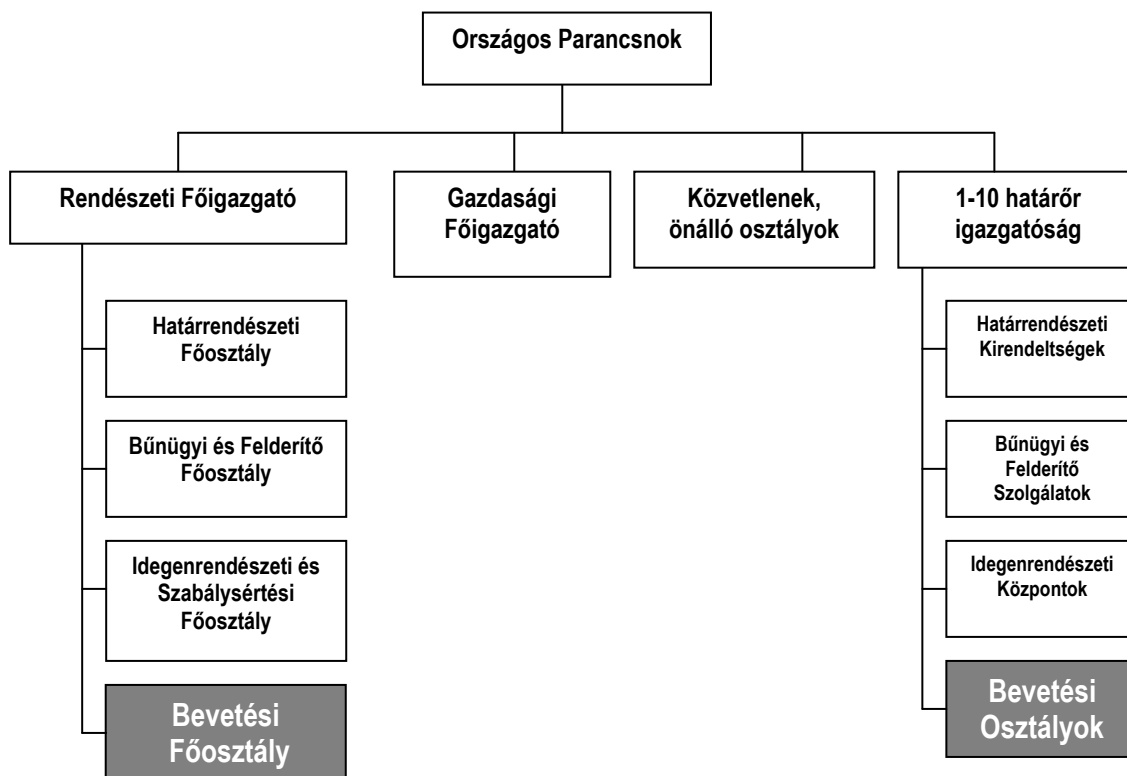 Országos Parancsnok
Rendészeti Főigazgató
Gazdasági
Főigazgató
Közvetlenek,
önálló osztályok
1-10 határőr
igazgatóság
Határrendészeti
Főosztály
Bűnügyi és Felderítő
Főosztály
Idegenrendészeti és
Szabálysértési
Főosztály
Bevetési
Főosztály
Határrendészeti
Kirendeltségek
Bűnügyi és
Felderítő
Szolgálatok
Idegenrendészeti
Központok
Bevetési
Osztályok